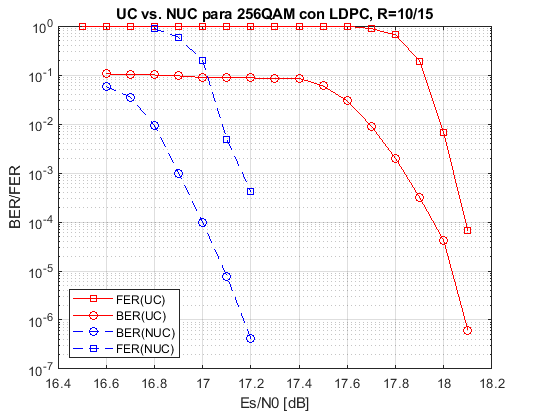 UC vs. NUC para 256QAM con LDPC, R=10/15
BER/FER
10^0
10^-1
10^-2
10^-3
10^-4
10^-5
10^-6
10^-7
FER(UC)
BER(UC)
BER(NUC)
FER(NUC)
16.4 16.6 16.8 17 17.2 17.4 17.6 17.8 18 18.2
Es/N0 [dB]